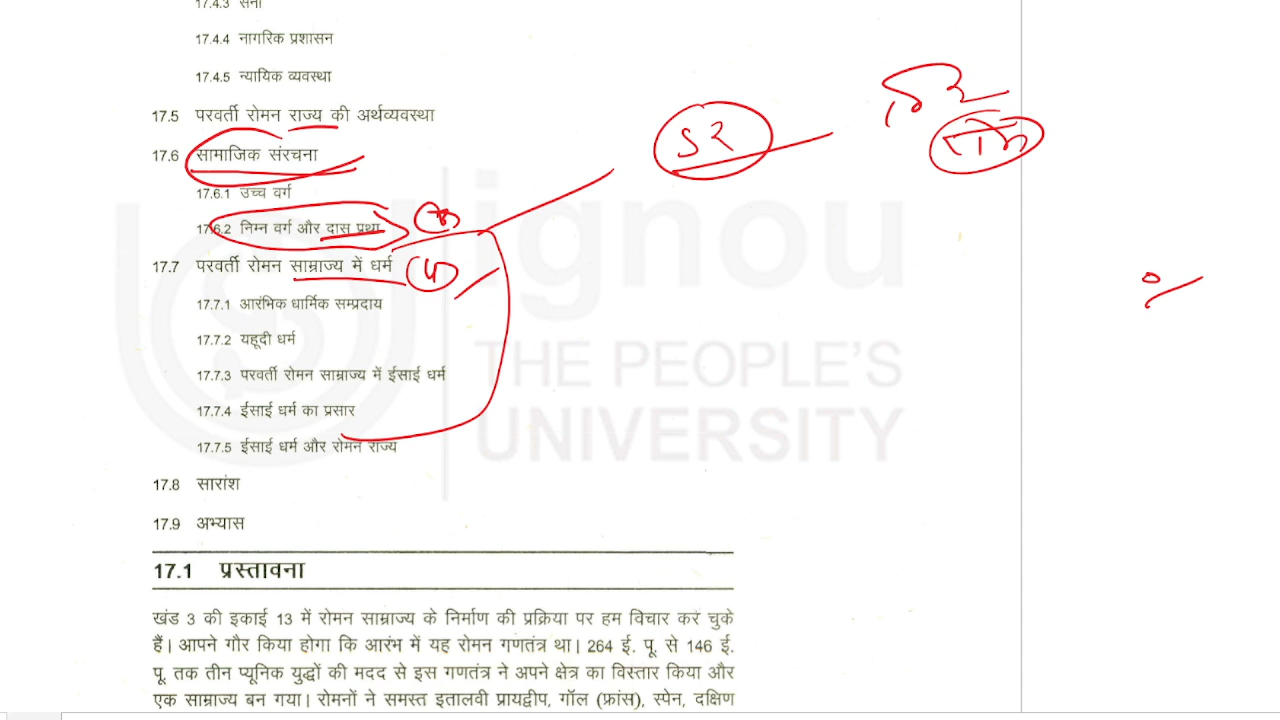 17.4.3 सेना
17.4.4 नागरिक प्रशासन
17.4.5 न्यायिक व्यवस्था
17.5 परवर्ती रोमन राज्य की अर्थव्यवस्था
17.6 सामाजिक संरचना
17.6.1 उच्च वर्ग
17.6.2 निम्न वर्ग और दास प्रथा
17.7 परवर्ती रोमन साम्राज्य में धर्म
17.7.1 आरंभिक धार्मिक सम्प्रदाय
17.7.2 यहूदी धर्म
17.7.3 परवर्ती रोमन साम्राज्य में ईसाई धर्म
17.7.4 ईसाई धर्म का प्रसार
17.7.5 ईसाई धर्म और रोमन राज्य
17.8 सारांश
17.9 अभ्यास
ignou
THE PEOPLE'S
UNIVERSITY
17.1 प्रस्तावना
खंड 3 की इकाई 13 में रोमन साम्राज्य के निर्माण की प्रक्रिया पर हम विचार कर चुके
हैं। आपने गौर किया होगा कि आरंभ में यह रोमन गणतंत्र था। 264 ई. पू. से 146 ई.
पू. तक तीन प्यूनिक युद्धों की मदद से इस गणतंत्र ने अपने क्षेत्र का विस्तार किया और
एक साम्राज्य बन गया। रोमनों ने समस्त इतालवी प्रायद्वीप, गॉल (फ्रांस), स्पेन, दक्षिण